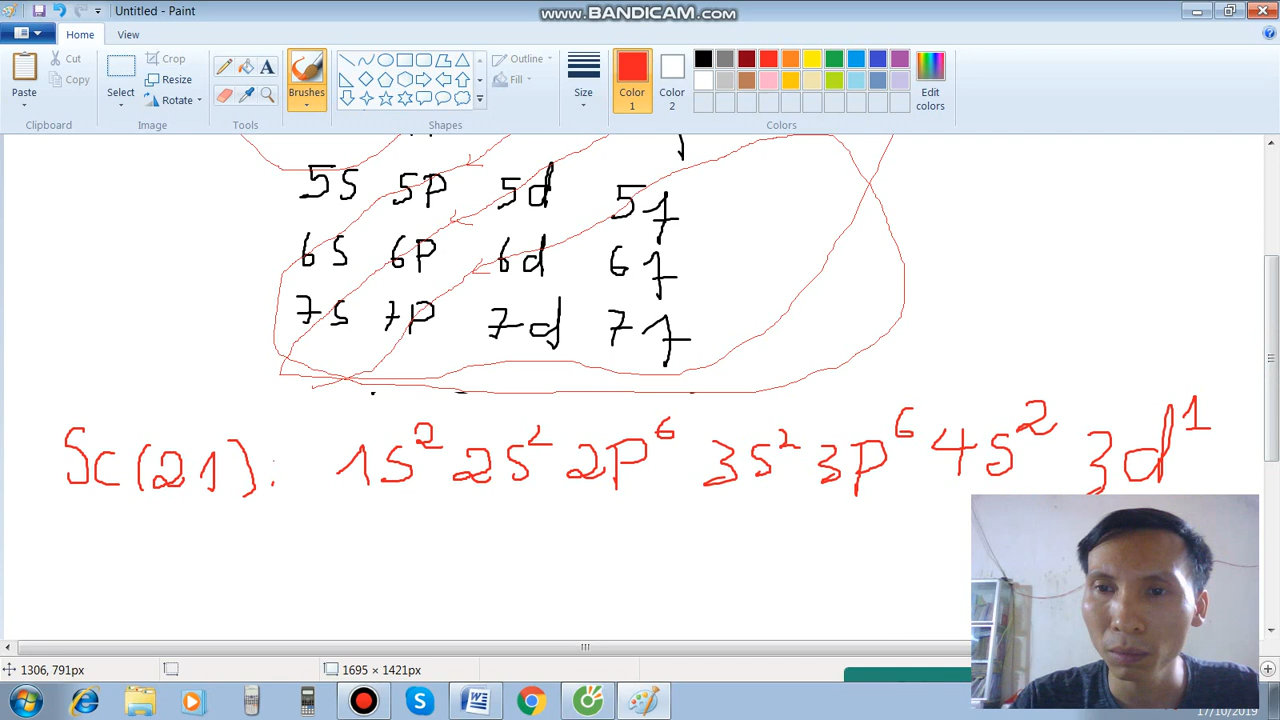 Untitled - Paint
www.BANDICAM.com
Home View
Cut
Copy
Paste
Clipboard
Crop
Resize
Rotate
Select
Image
Tools
Brushes
Outline
Fill
Shapes
Size
Color 1
Color 2
Edit colors
Colors
5s 5p 5d 5f
6s 6p 6d 6f
7s 7p 7d 7f
Sc(21): 1s² 2s² 2p⁶ 3s² 3p⁶ 4s² 3d¹
1306, 791px
1695 × 1421px
17/10/2019